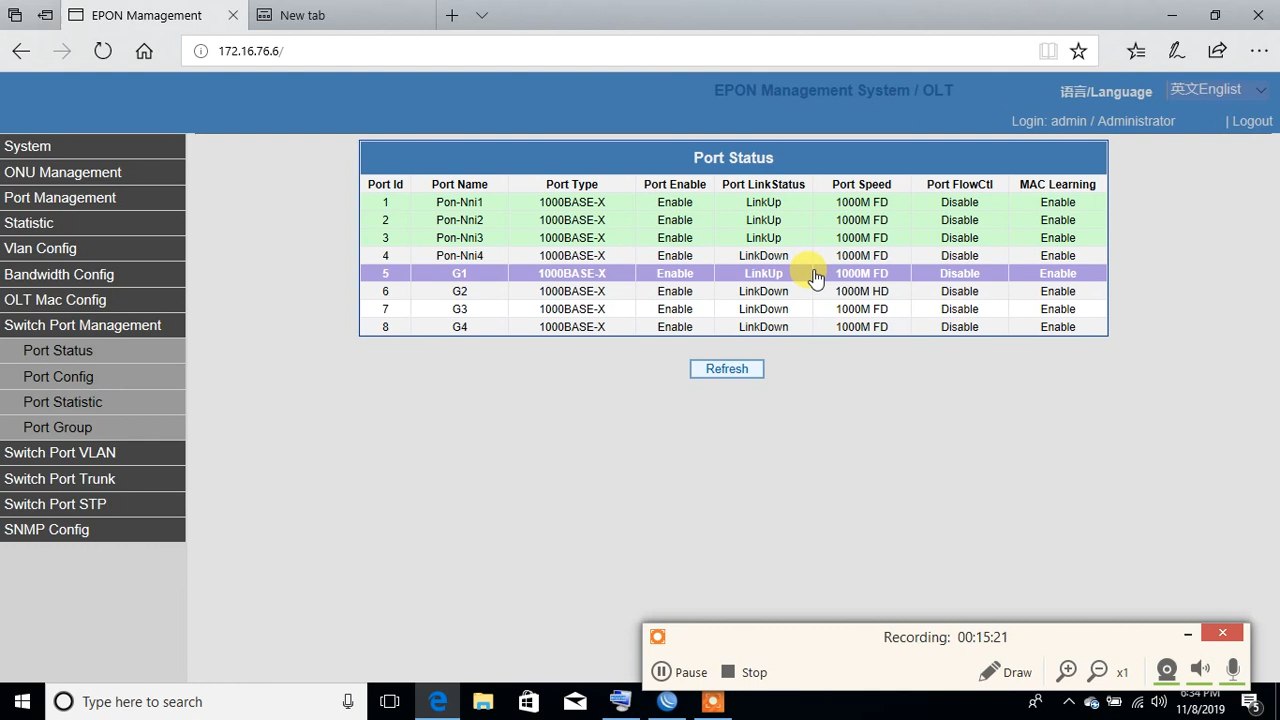 EPON Mamagement
New tab
172.16.76.6/
EPON Management System / OLT
语言/Language
英文Englist
Login: admin / Administrator
| Logout
System
ONU Management
Port Management
Statistic
Vlan Config
Bandwidth Config
OLT Mac Config
Switch Port Management
Port Status
Port Config
Port Statistic
Port Group
Switch Port VLAN
Switch Port Trunk
Switch Port STP
SNMP Config
Port Status
Port Id Port Name Port Type Port Enable Port LinkStatus Port Speed Port FlowCtl MAC Learning
1 Pon-Nni1 1000BASE-X Enable LinkUp 1000M FD Disable Enable
2 Pon-Nni2 1000BASE-X Enable LinkUp 1000M FD Disable Enable
3 Pon-Nni3 1000BASE-X Enable LinkUp 1000M FD Disable Enable
4 Pon-Nni4 1000BASE-X Enable LinkDown 1000M FD Disable Enable
5 G1 1000BASE-X Enable LinkUp 1000M FD Disable Enable
6 G2 1000BASE-X Enable LinkDown 1000M HD Disable Enable
7 G3 1000BASE-X Enable LinkDown 1000M FD Disable Enable
8 G4 1000BASE-X Enable LinkDown 1000M FD Disable Enable
Refresh
Recording: 00:15:21
Pause
Stop
Draw
x1
Type here to search
6:34 PM
11/8/2019
5